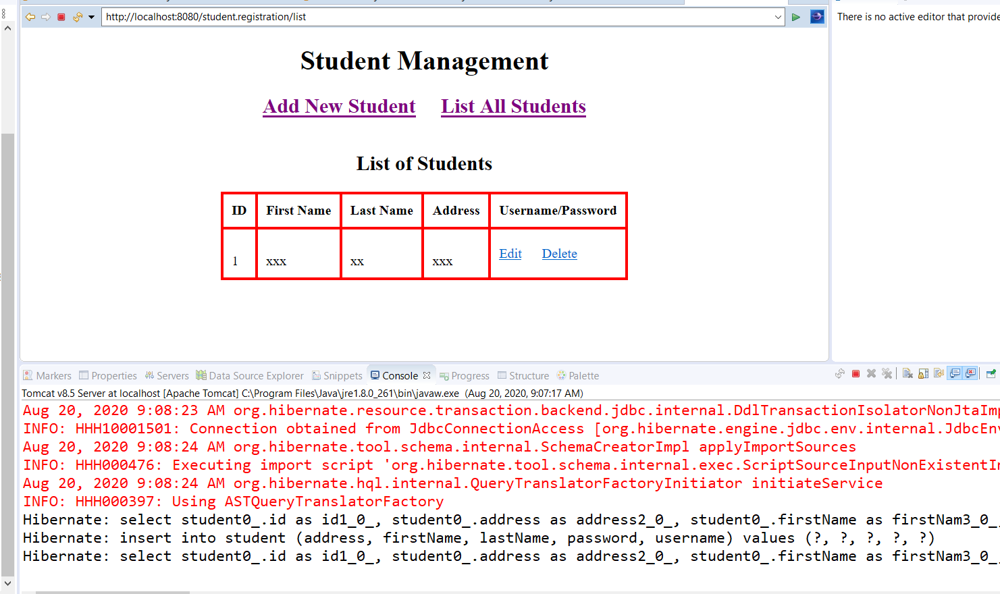 http://localhost:8080/student.registration/list
There is no active editor that provide
Student Management
Add New Student List All Students
List of Students
ID First Name Last Name Address Username/Password
1 xxx xx xxx Edit Delete
Markers Properties Servers Data Source Explorer Snippets Console Progress Structure Palette
Tomcat v8.5 Server at localhost [Apache Tomcat] C:\Program Files\Java\jre1.8.0_261\bin\javaw.exe (Aug 20, 2020, 9:07:17 AM)
Aug 20, 2020 9:08:23 AM org.hibernate.resource.transaction.backend.jdbc.internal.DdlTransactionIsolatorNonJtaImp
INFO: HHH10001501: Connection obtained from JdbcConnectionAccess [org.hibernate.engine.jdbc.env.internal.JdbcEnv
Aug 20, 2020 9:08:24 AM org.hibernate.tool.schema.internal.SchemaCreatorImpl applyImportSources
INFO: HHH000476: Executing import script 'org.hibernate.tool.schema.internal.exec.ScriptSourceInputNonExistentIm
Aug 20, 2020 9:08:24 AM org.hibernate.hql.internal.QueryTranslatorFactoryInitiator initiateService
INFO: HHH000397: Using ASTQueryTranslatorFactory
Hibernate: select student0_.id as id1_0_, student0_.address as address2_0_, student0_.firstName as firstNam3_0_,
Hibernate: insert into student (address, firstName, lastName, password, username) values (?, ?, ?, ?, ?)
Hibernate: select student0_.id as id1_0_, student0_.address as address2_0_, student0_.firstName as firstNam3_0_,